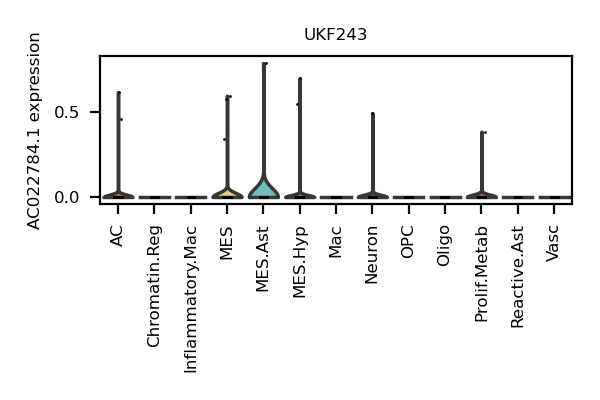 UKF243
AC022784.1 expression
0.5
0.0
AC
Chromatin.Reg
Inflammatory.Mac
MES
MES.Ast
MES.Hyp
Mac
Neuron
OPC
Oligo
Prolif.Metab
Reactive.Ast
Vasc